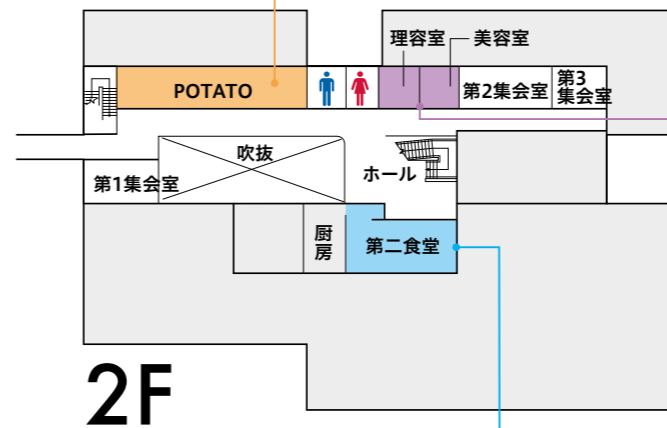 理容室
美容室
POTATO
第2集会室
第3
集会室
吹抜
ホール
第1集会室
厨
房
第二食堂
2F